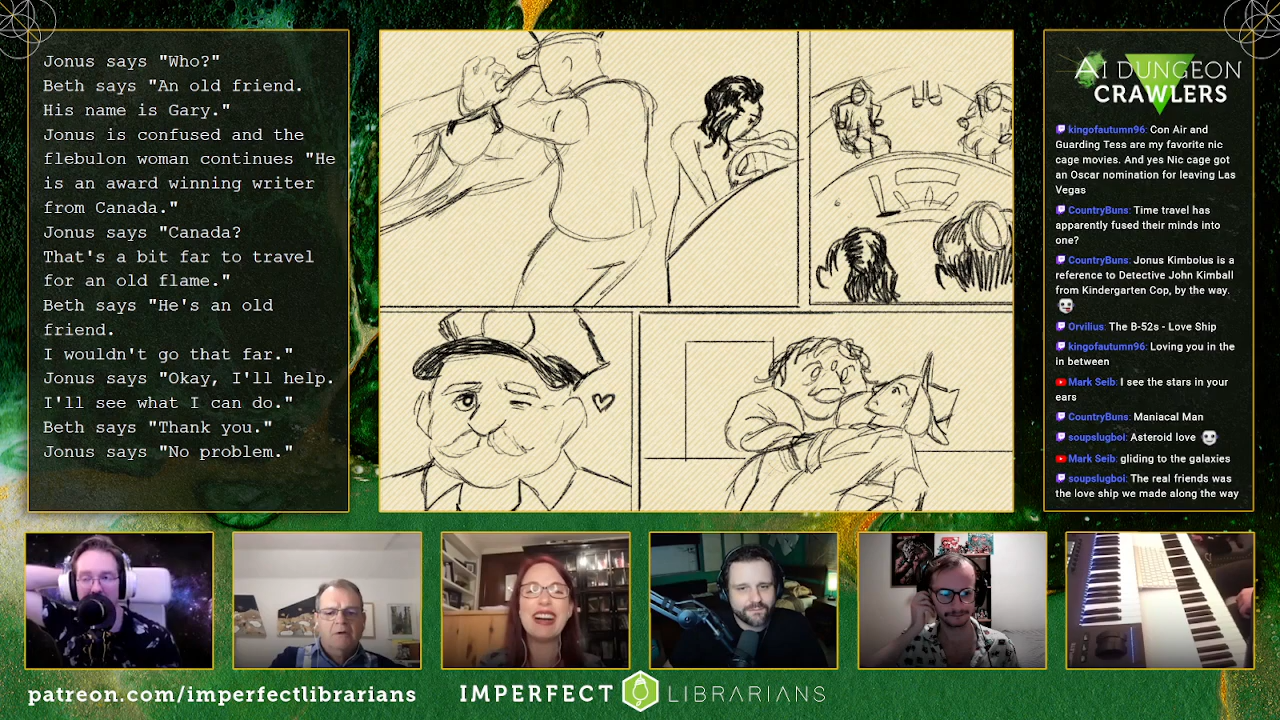 Jonus says "Who?"
Beth says "An old friend.
His name is Gary."
Jonus is confused and the
flebulon woman continues "He
is an award winning writer
from Canada."
Jonus says "Canada?
That's a bit far to travel
for an old flame."
Beth says "He's an old
friend.
I wouldn't go that far."
Jonus says "Okay, I'll help.
I'll see what I can do."
Beth says "Thank you."
Jonus says "No problem."
AI DUNGEON
CRAWLERS
kingofautumn96: Con Air and
Guarding Tess are my favorite nic
cage movies. And yes Nic cage got
an Oscar nomination for leaving Las
Vegas
CountryBuns: Time travel has
apparently fused their minds into
one?
CountryBuns: Jonus Kimbolus is a
reference to Detective John Kimball
from Kindergarten Cop, by the way.
Orvilius: The B-52s - Love Ship
kingofautumn96: Loving you in the
in between
Mark Seib: I see the stars in your
ears
CountryBuns: Maniacal Man
soupslugboi: Asteroid love
Mark Seib: gliding to the galaxies
soupslugboi: The real friends was
the love ship we made along the way
patreon.com/imperfectlibrarians
IMPERFECT LIBRARIANS